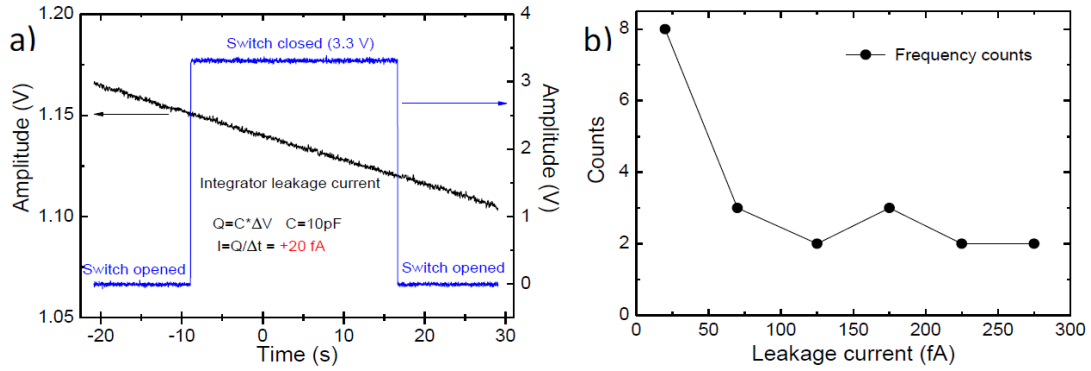 a)
1.20
1.15
1.10
1.05
Amplitude (V)
Switch closed (3.3 V)
Integrator leakage current
Q=C*ΔV C=10pF
I=Q/Δt = +20 fA
Switch opened
Switch opened
4
3
2
1
0
Amplitude (V)
-20 -10 0 10 20 30
Time (s)
b)
8
6
4
2
0
Counts
Frequency counts
0 50 100 150 200 250 300
Leakage current (fA)